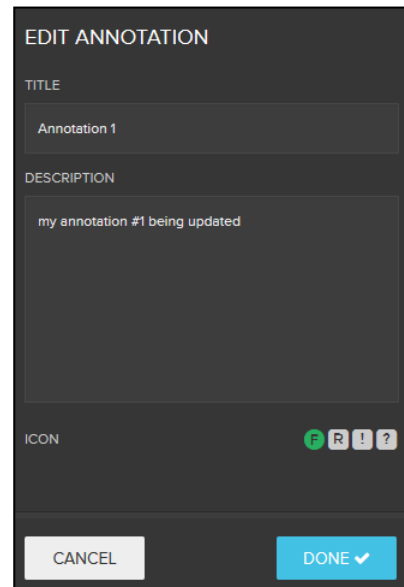 EDIT ANNOTATION
TITLE
Annotation 1
DESCRIPTION
my annotation #1 being updated
ICON F R ! ?
CANCEL DONE